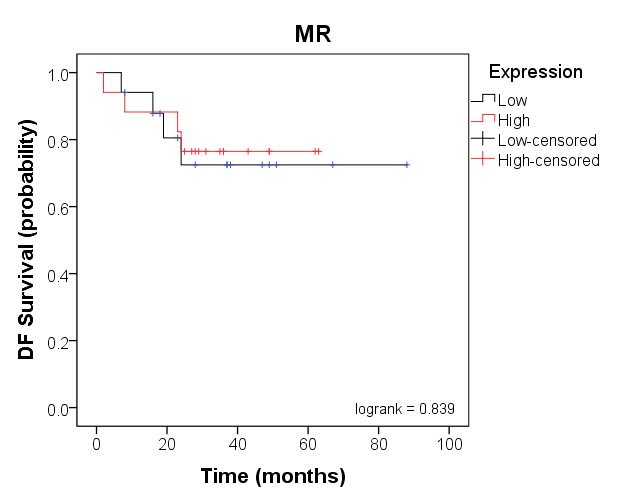 MR
DF Survival (probability)
1.0
0.8
0.6
0.4
0.2
0.0
logrank = 0.839
0 20 40 60 80 100
Time (months)
Expression
Low
High
Low-censored
High-censored